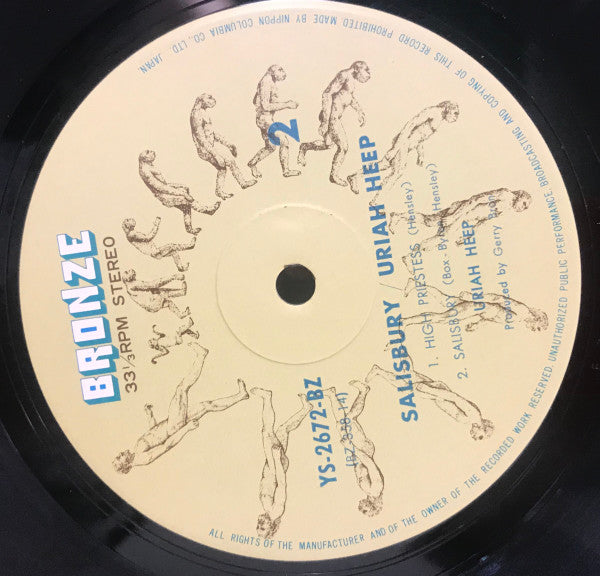 BRONZE
33⅓RPM STEREO
2
YS-2672-BZ
SALISBURY URIAH HEEP
1. HIGH PRIESTESS (Hensley)
2. SALISBURY (Box-Byron-Hensley)
URIAH HEEP
Produced by Gerry Bron
ALL RIGHTS OF THE MANUFACTURER AND OF THE OWNER OF THE RECORDED WORK RESERVED. UNAUTHORIZED PUBLIC PERFORMANCE. BROADCASTING AND COPYING OF THIS RECORD PROHIBITED MADE BY NIPPON COLUMBIA CO., LTD. JAPAN.